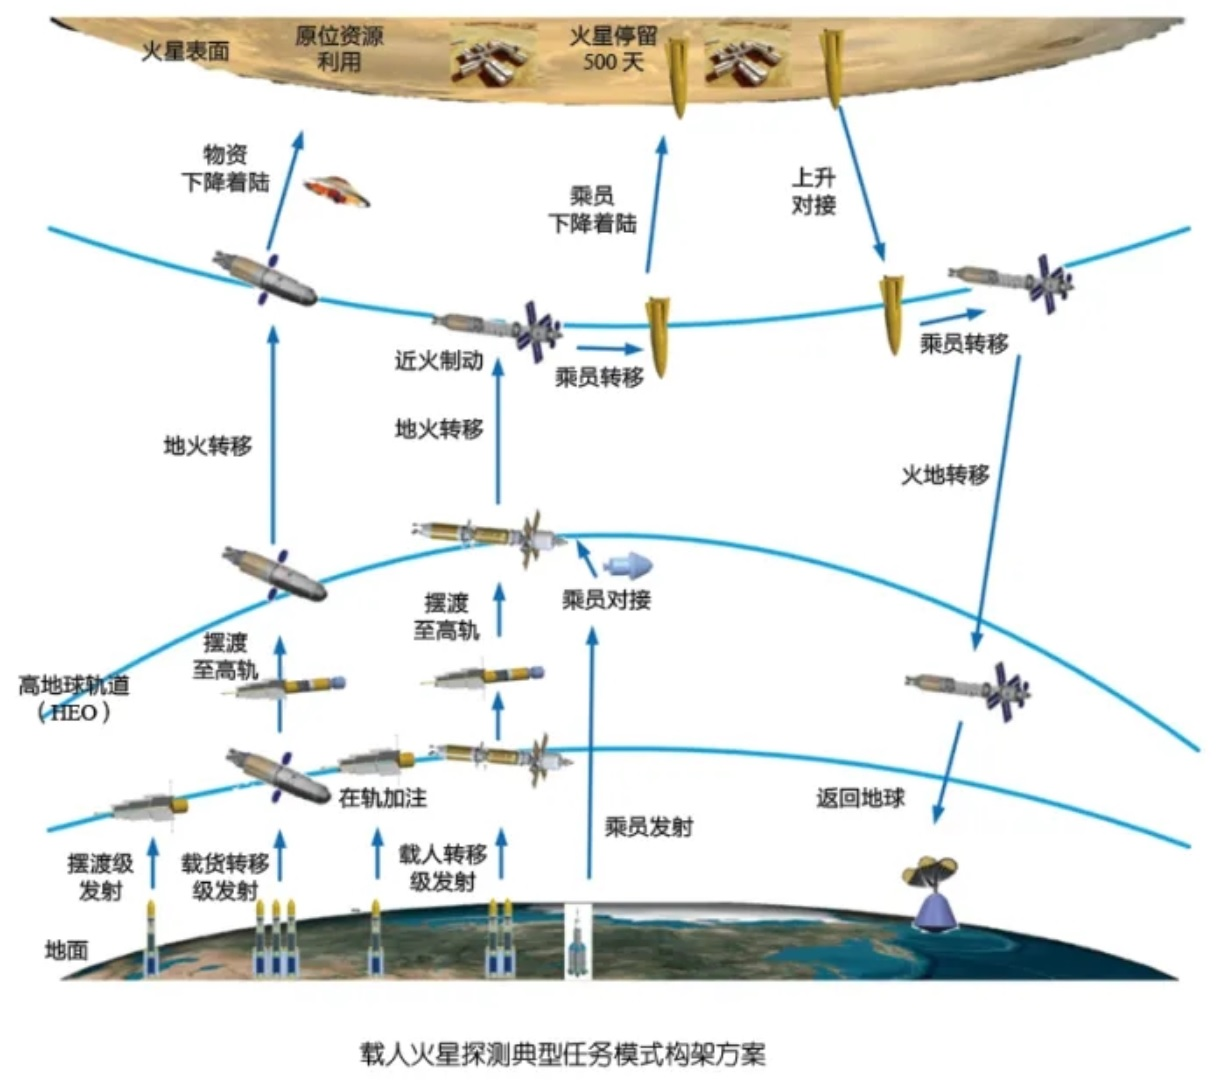 火星表面
原位资源
利用
火星停留
500 天
物资
下降着陆
乘员
下降着陆
上升
对接
近火制动
乘员转移
乘员转移
地火转移
地火转移
火地转移
摆渡
至高轨
乘员对接
摆渡
至高轨
高地球轨道
（HEO）
在轨加注
返回地球
摆渡级
发射
载货转移
级发射
载人转移
级发射
乘员发射
地面
载人火星探测典型任务模式构架方案